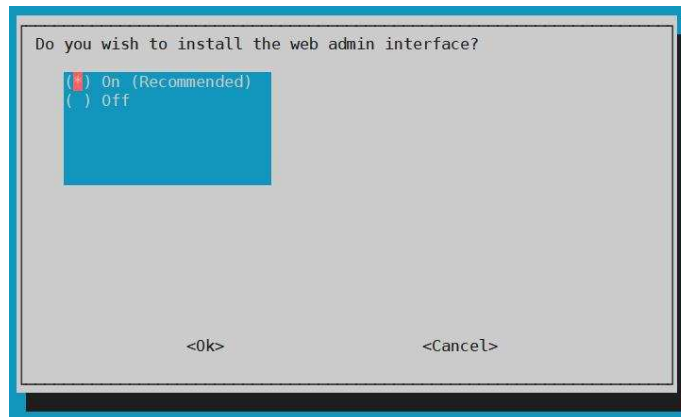 Do you wish to install the web admin interface?
(*) On (Recommended)
( ) Off
<Ok> <Cancel>